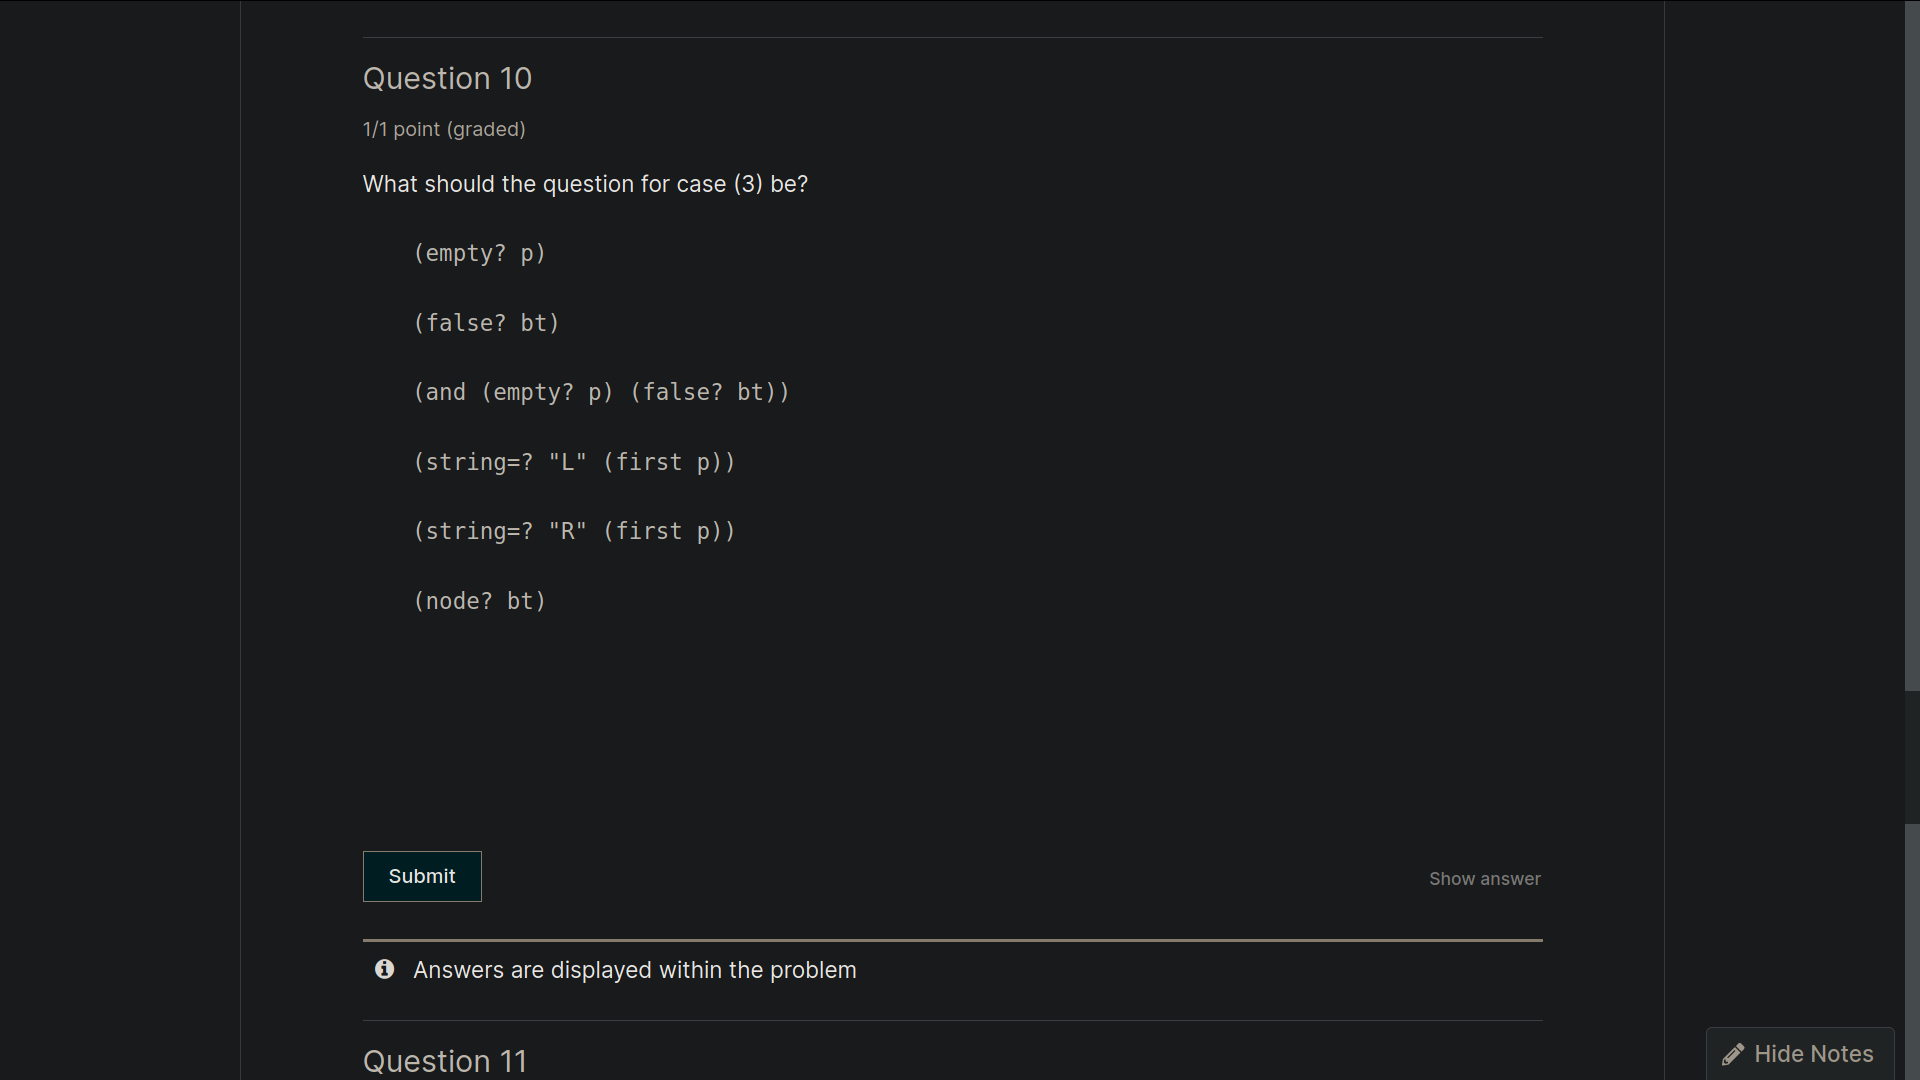 Question 10
1/1 point (graded)
What should the question for case (3) be?
(empty? p)
(false? bt)
(and (empty? p) (false? bt))
(string=? "L" (first p))
(string=? "R" (first p))
(node? bt)
Submit
Show answer
Answers are displayed within the problem
Question 11
Hide Notes